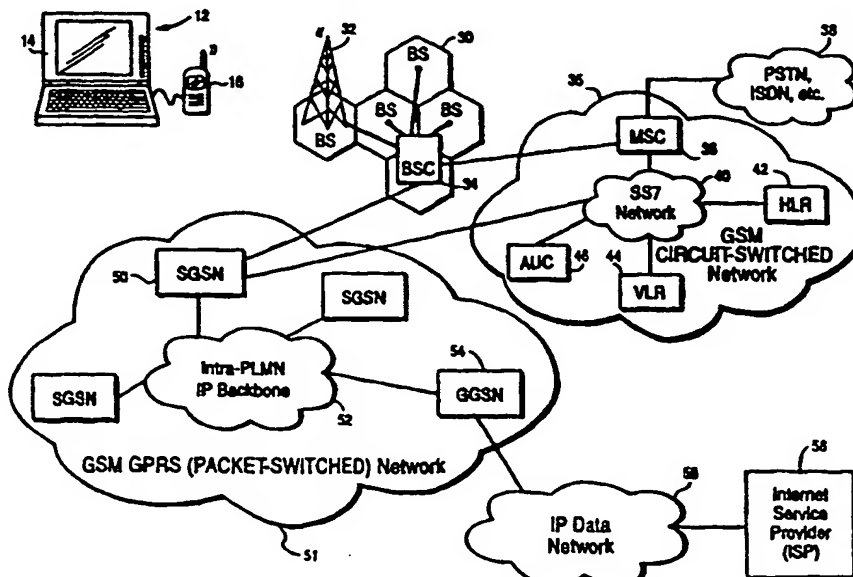 12
14
16
32
30
BS
BS
BS
BS
BSC
34
38
PSTN,
ISDN, etc.
35
MSC
36
40
42
SS7
Network
HLR
GSM
CIRCUIT-SWITCHED
Network
AUC
46
44
VLR
50
SGSN
SGSN
SGSN
Intra-PLMN
IP Backbone
52
54
GGSN
GSM GPRS (PACKET-SWITCHED) Network
51
IP Data
Network
58
Internet
Service
Provider
(ISP)